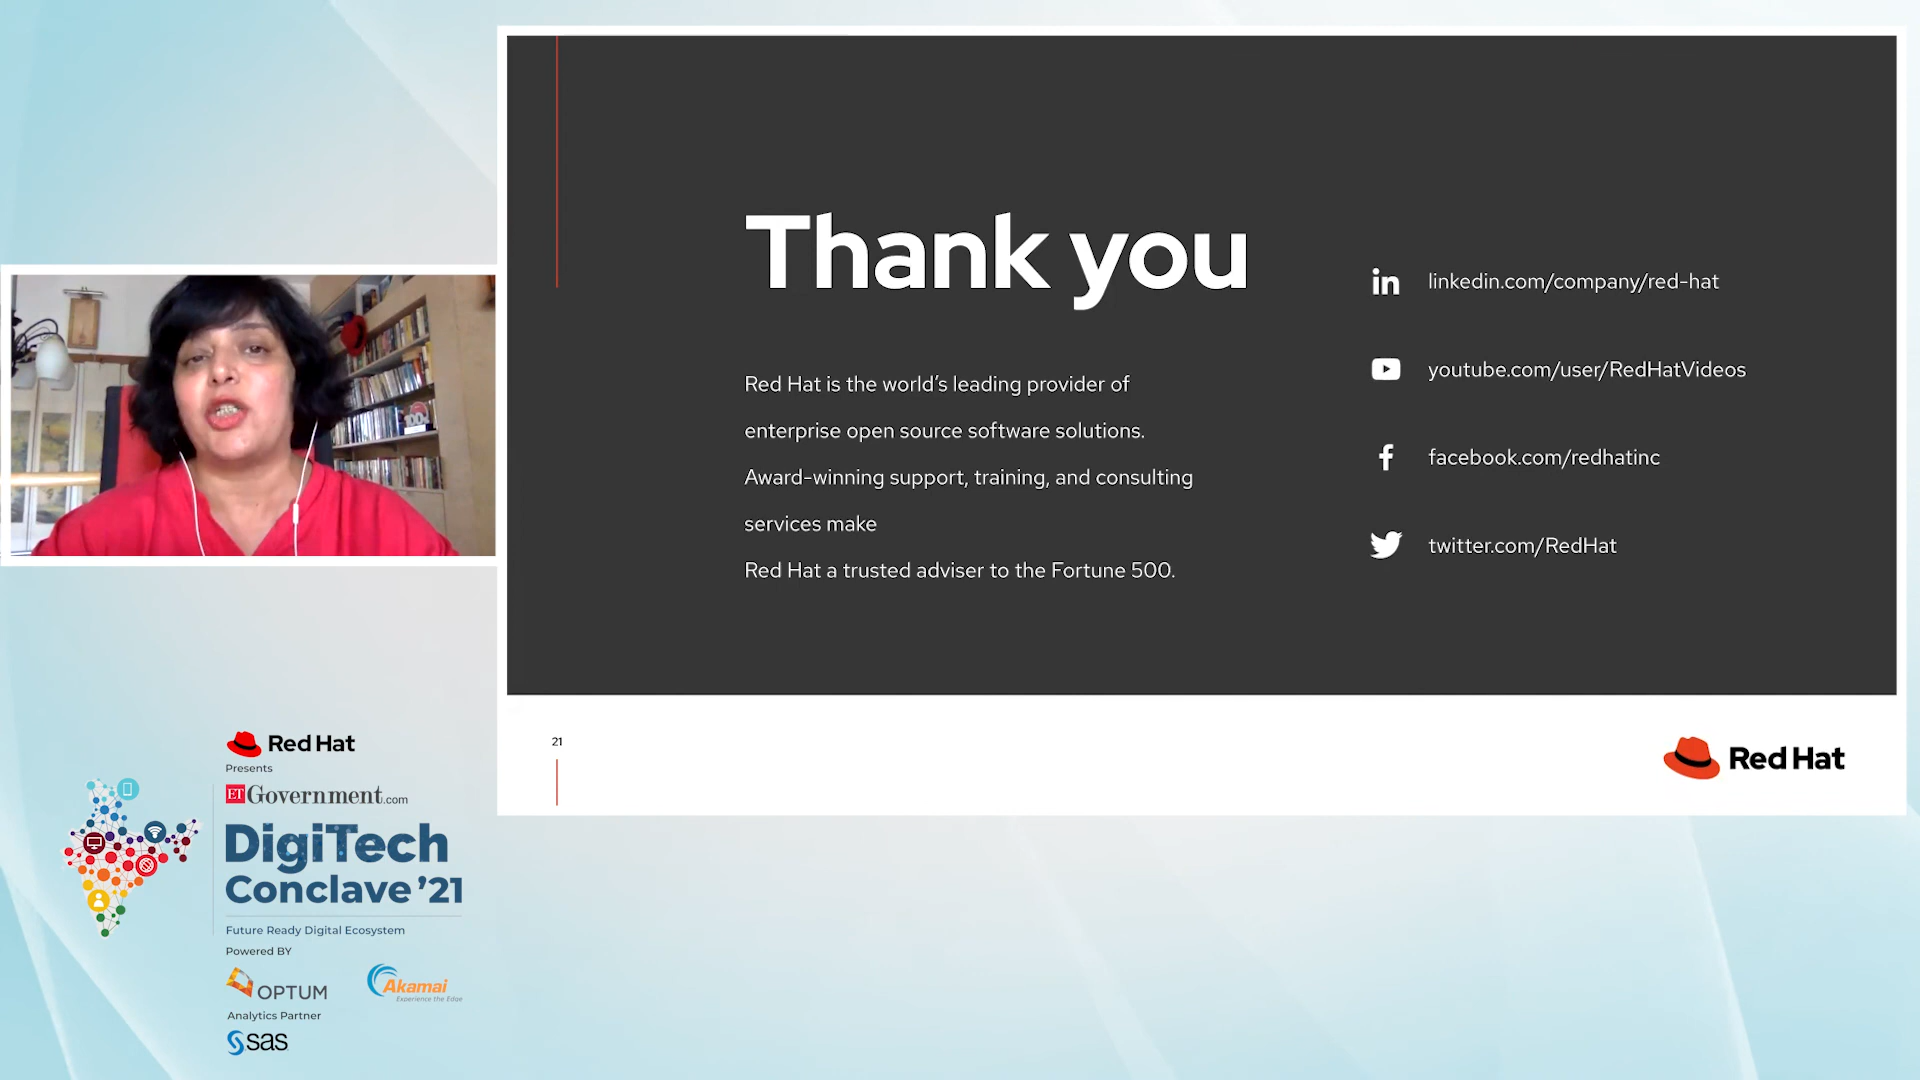 Thank you
Red Hat is the world's leading provider of
enterprise open source software solutions.
Award-winning support, training, and consulting
services make
Red Hat a trusted adviser to the Fortune 500.
linkedin.com/company/red-hat
youtube.com/user/RedHatVideos
facebook.com/redhatinc
twitter.com/RedHat
21
Red Hat
Red Hat
Presents
ET Government.com
DigiTech
Conclave '21
Future Ready Digital Ecosystem
Powered BY
OPTUM
Akamai
Experience the Edge
Analytics Partner
sas